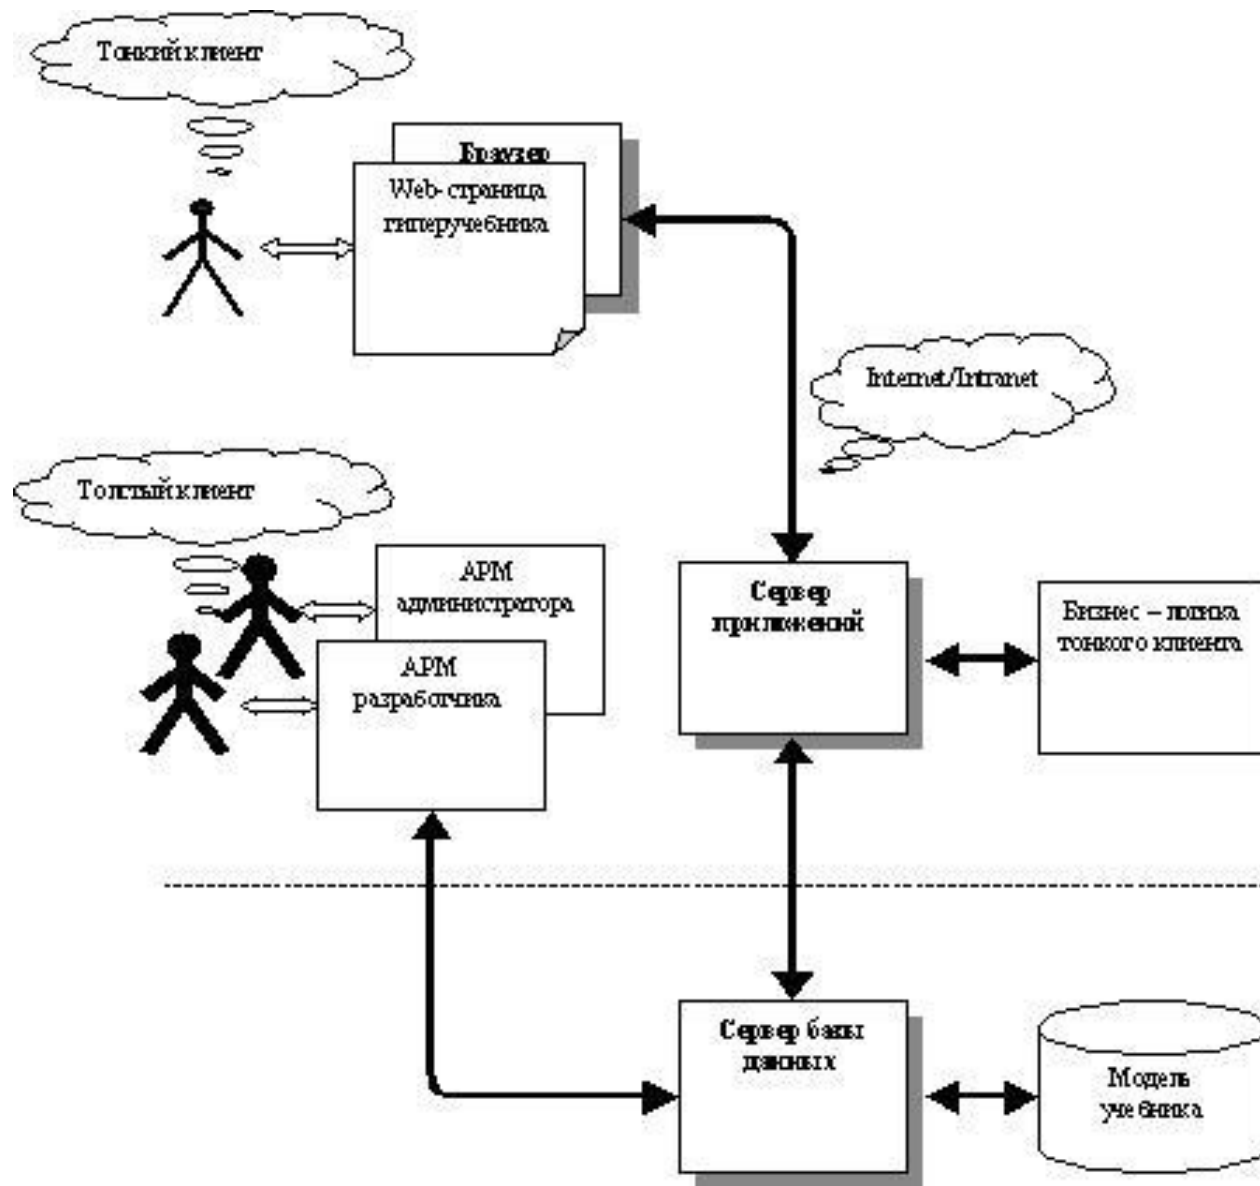 Тонкий клиент
Браузер
Web-страница
гиперучебника
Internet/Intranet
Толстый клиент
АРМ
администратора
АРМ
разработчика
Сервер
приложений
Бизнес – логика
тонкого клиента
Сервер базы
данных
Модель
учебника